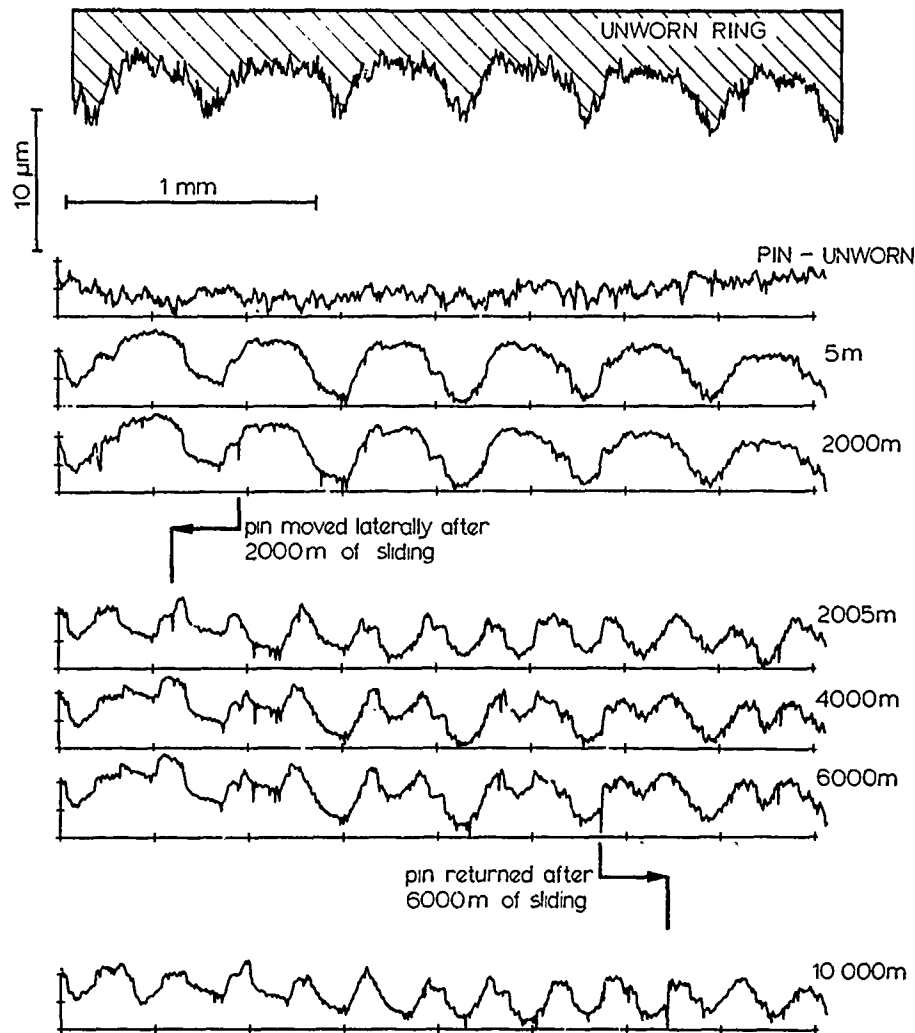 UNWORN RING
10 µm
1 mm
PIN - UNWORN
5m
2000m
pin moved laterally after
2000m of sliding
2005m
4000m
6000m
pin returned after
6000m of sliding
10 000m